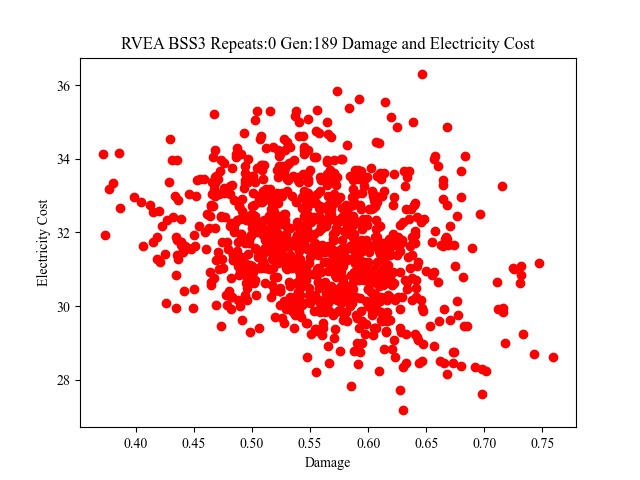 RVEA BSS3 Repeats:0 Gen:189 Damage and Electricity Cost
36
34
32
30
28
Electricity Cost
0.40 0.45 0.50 0.55 0.60 0.65 0.70 0.75
Damage